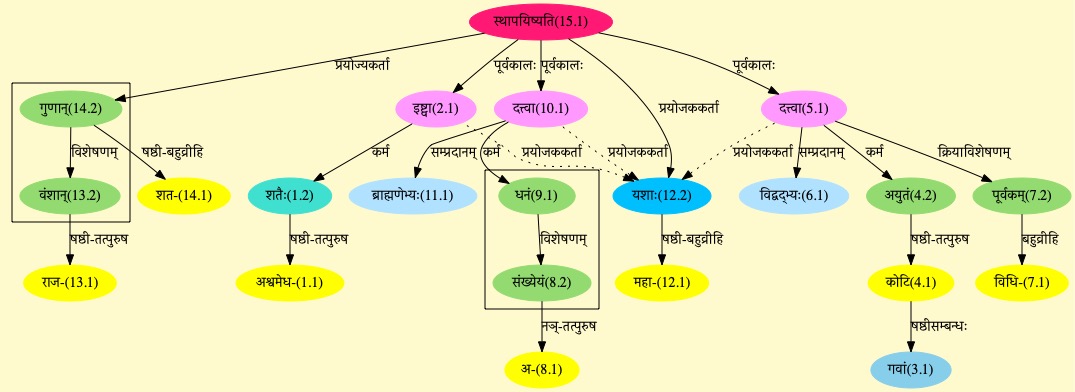 स्थापयिष्यति(15.1)
प्रयोज्यकर्ता
पूर्वकालः
पूर्वकालः
पूर्वकालः
गुणान्(14.2)
इष्ट्वा(2.1)
दत्त्वा(10.1)
प्रयोजककर्ता
दत्त्वा(5.1)
विशेषणम्
षष्ठी-बहुव्रीहि
कर्म
सम्प्रदानम्
कर्म
प्रयोजककर्ता
प्रयोजककर्ता
प्रयोजककर्ता
सम्प्रदानम्
कर्म
क्रियाविशेषणम्
वंशान्(13.2)
शत-(14.1)
शतैः(1.2)
ब्राह्मणेभ्यः(11.1)
धनं(9.1)
यशाः(12.2)
विद्वद्भ्यः(6.1)
अयुतं(4.2)
पूर्वकम्(7.2)
षष्ठी-तत्पुरुष
षष्ठी-तत्पुरुष
विशेषणम्
षष्ठी-बहुव्रीहि
षष्ठी-तत्पुरुष
बहुव्रीहि
राज-(13.1)
अश्वमेध-(1.1)
संख्येयं(8.2)
महा-(12.1)
कोटि(4.1)
विधि-(7.1)
नञ्-तत्पुरुष
षष्ठीसम्बन्धः
अ-(8.1)
गवां(3.1)